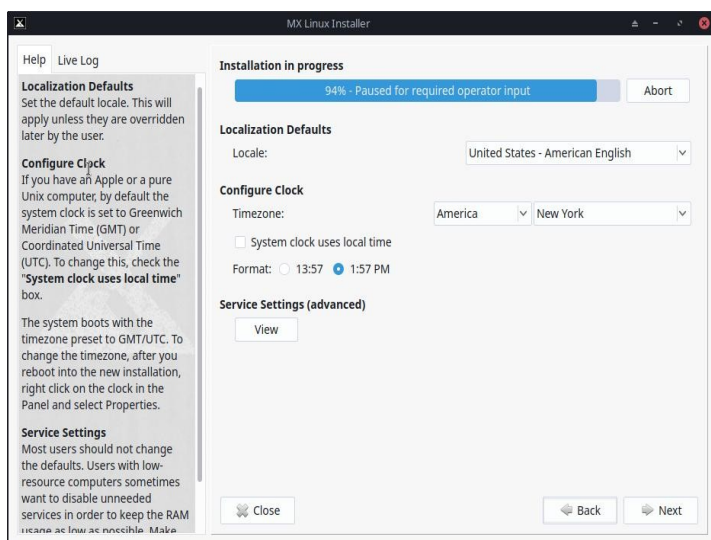 MX Linux Installer
Help
Live Log
Localization Defaults
Set the default locale. This will
apply unless they are overridden
later by the user.
Configure Clock
If you have an Apple or a pure
Unix computer, by default the
system clock is set to Greenwich
Meridian Time (GMT) or
Coordinated Universal Time
(UTC). To change this, check the
"System clock uses local time"
box.
The system boots with the
timezone preset to GMT/UTC. To
change the timezone, after you
reboot into the new installation,
right click on the clock in the
Panel and select Properties.
Service Settings
Most users should not change
the defaults. Users with low-
resource computers sometimes
want to disable unneeded
services in order to keep the RAM
usage as low as possible. Make
Installation in progress
94% - Paused for required operator input
Abort
Localization Defaults
Locale:
United States - American English
Configure Clock
Timezone:
America
New York
System clock uses local time
Format:
13:57
1:57 PM
Service Settings (advanced)
View
Close
Back
Next